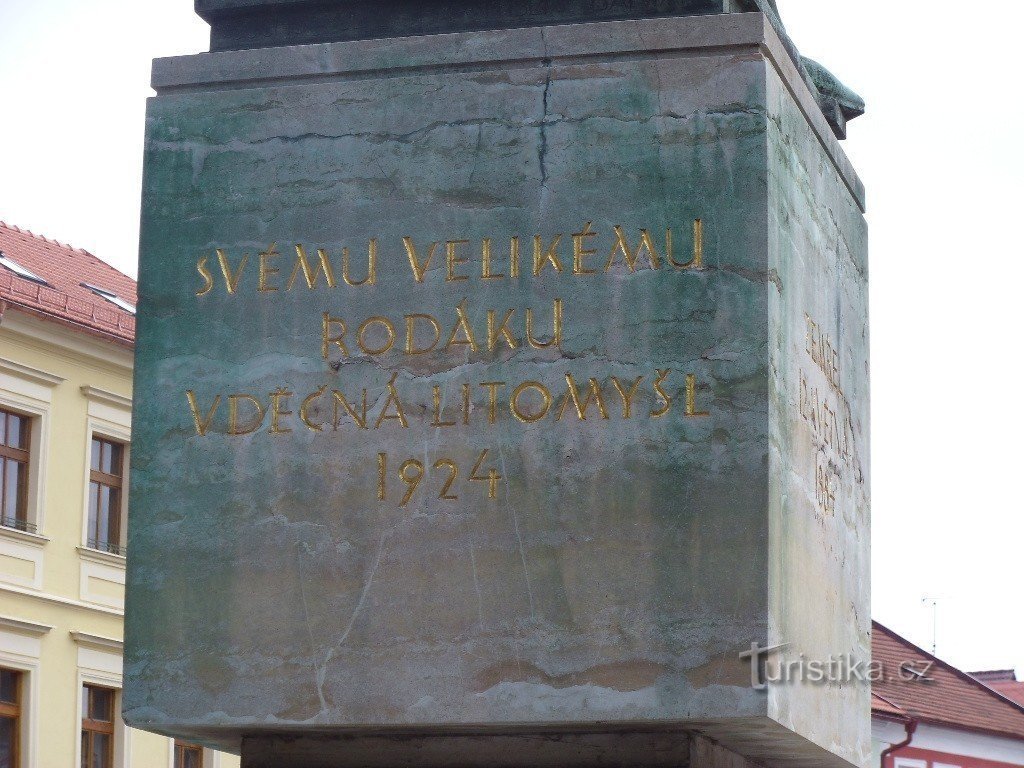 SVÉMU VELIKÉMU
RODÁKU
VDĚČNÁ LITOMYŠL
1924
Turistika.cz